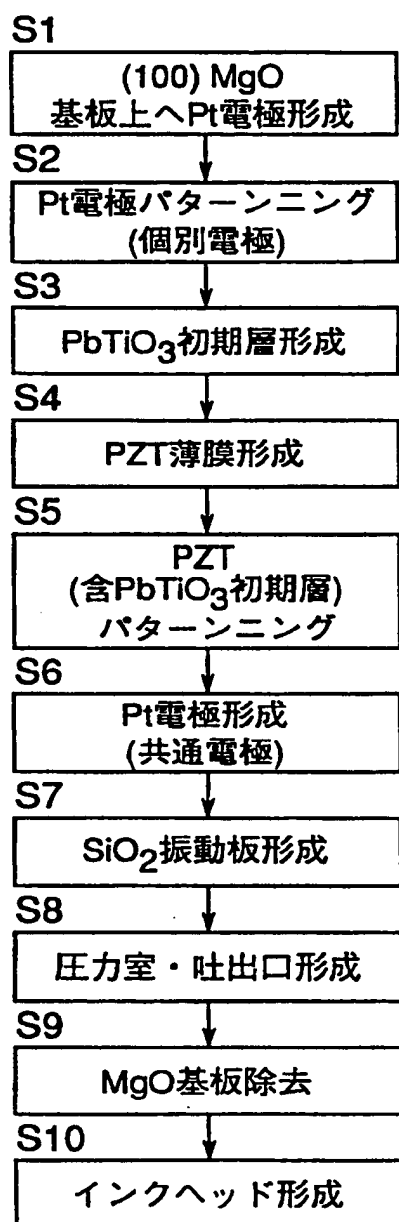 S1
(100) MgO
基板上へPt電極形成
S2
Pt電極パターンニング
(個別電極)
S3
PbTiO3初期層形成
S4
PZT薄膜形成
S5
PZT
(含PbTiO3初期層)
パターンニング
S6
Pt電極形成
(共通電極)
S7
SiO2振動板形成
S8
圧力室・吐出口形成
S9
MgO基板除去
S10
インクヘッド形成